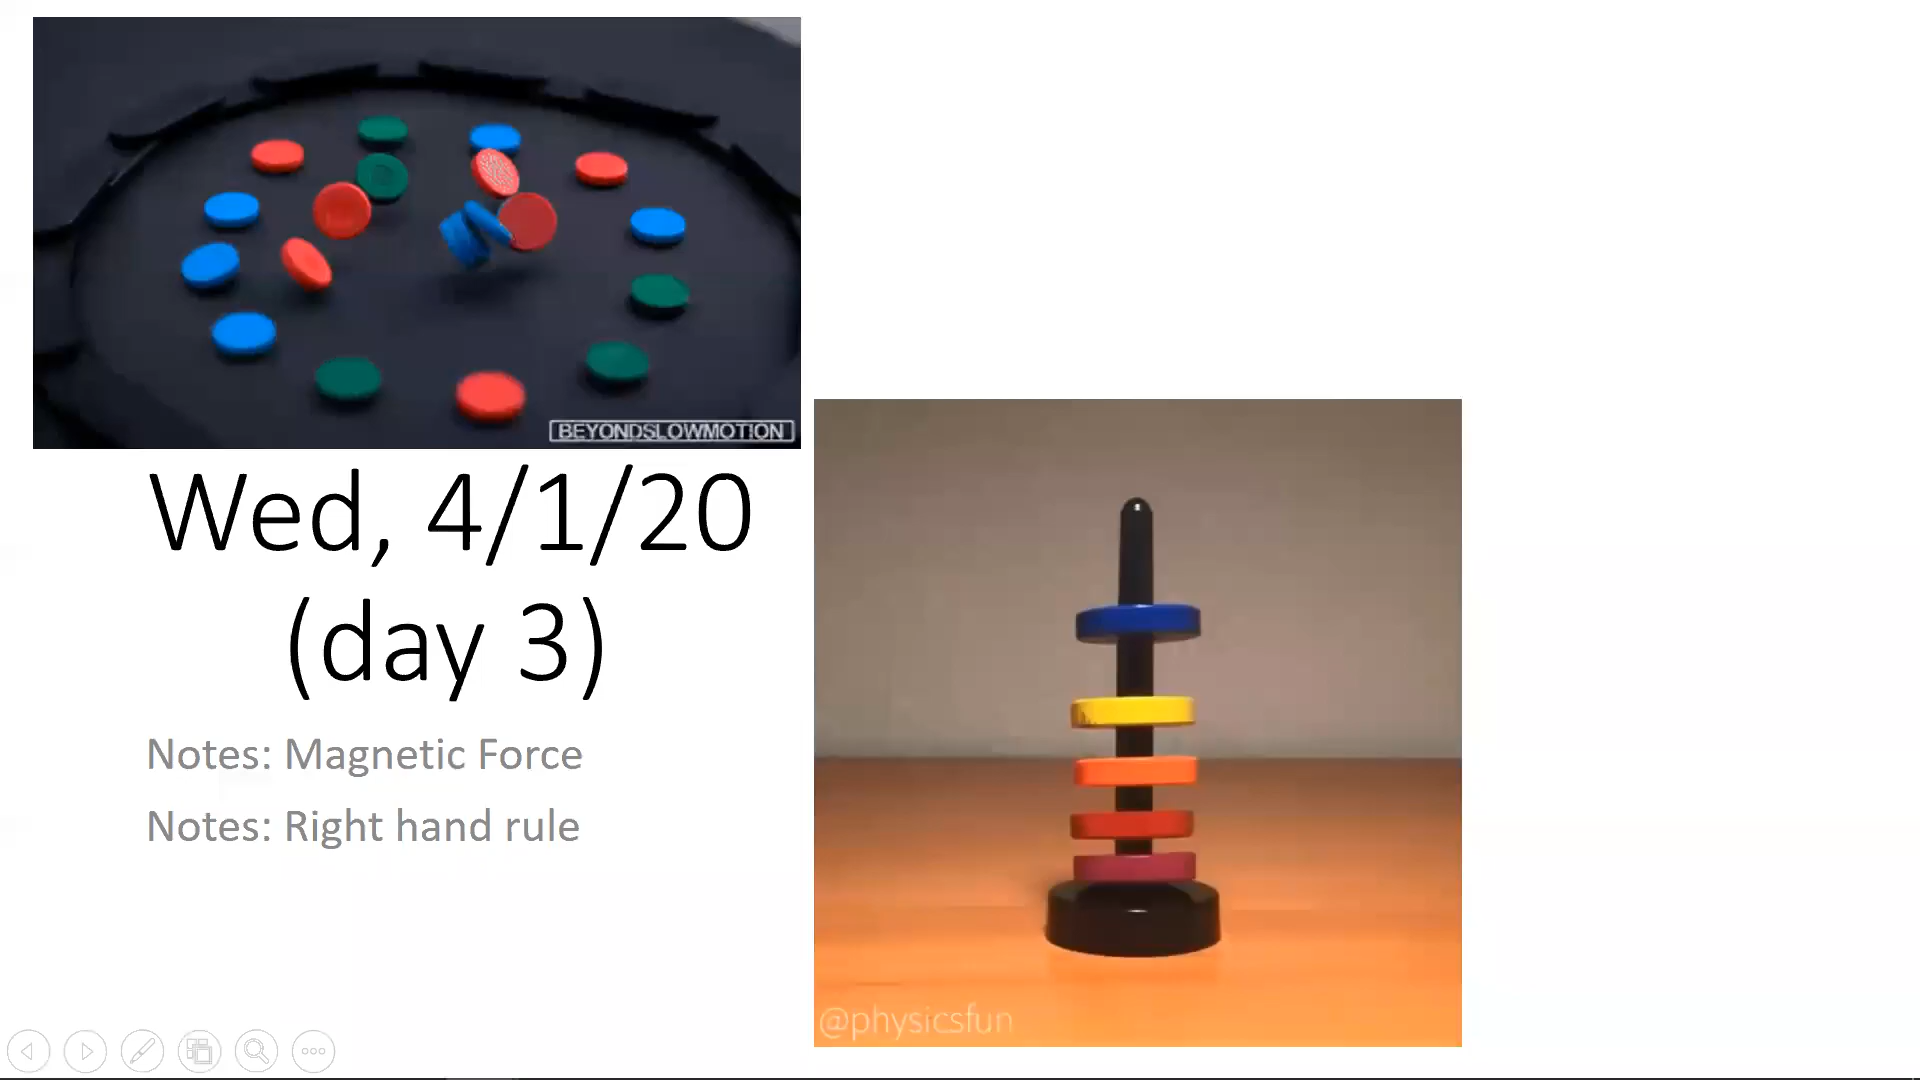 BEYONDSLOWMOTION
Wed, 4/1/20
(day 3)
Notes: Magnetic Force
Notes: Right hand rule
@physicsfun